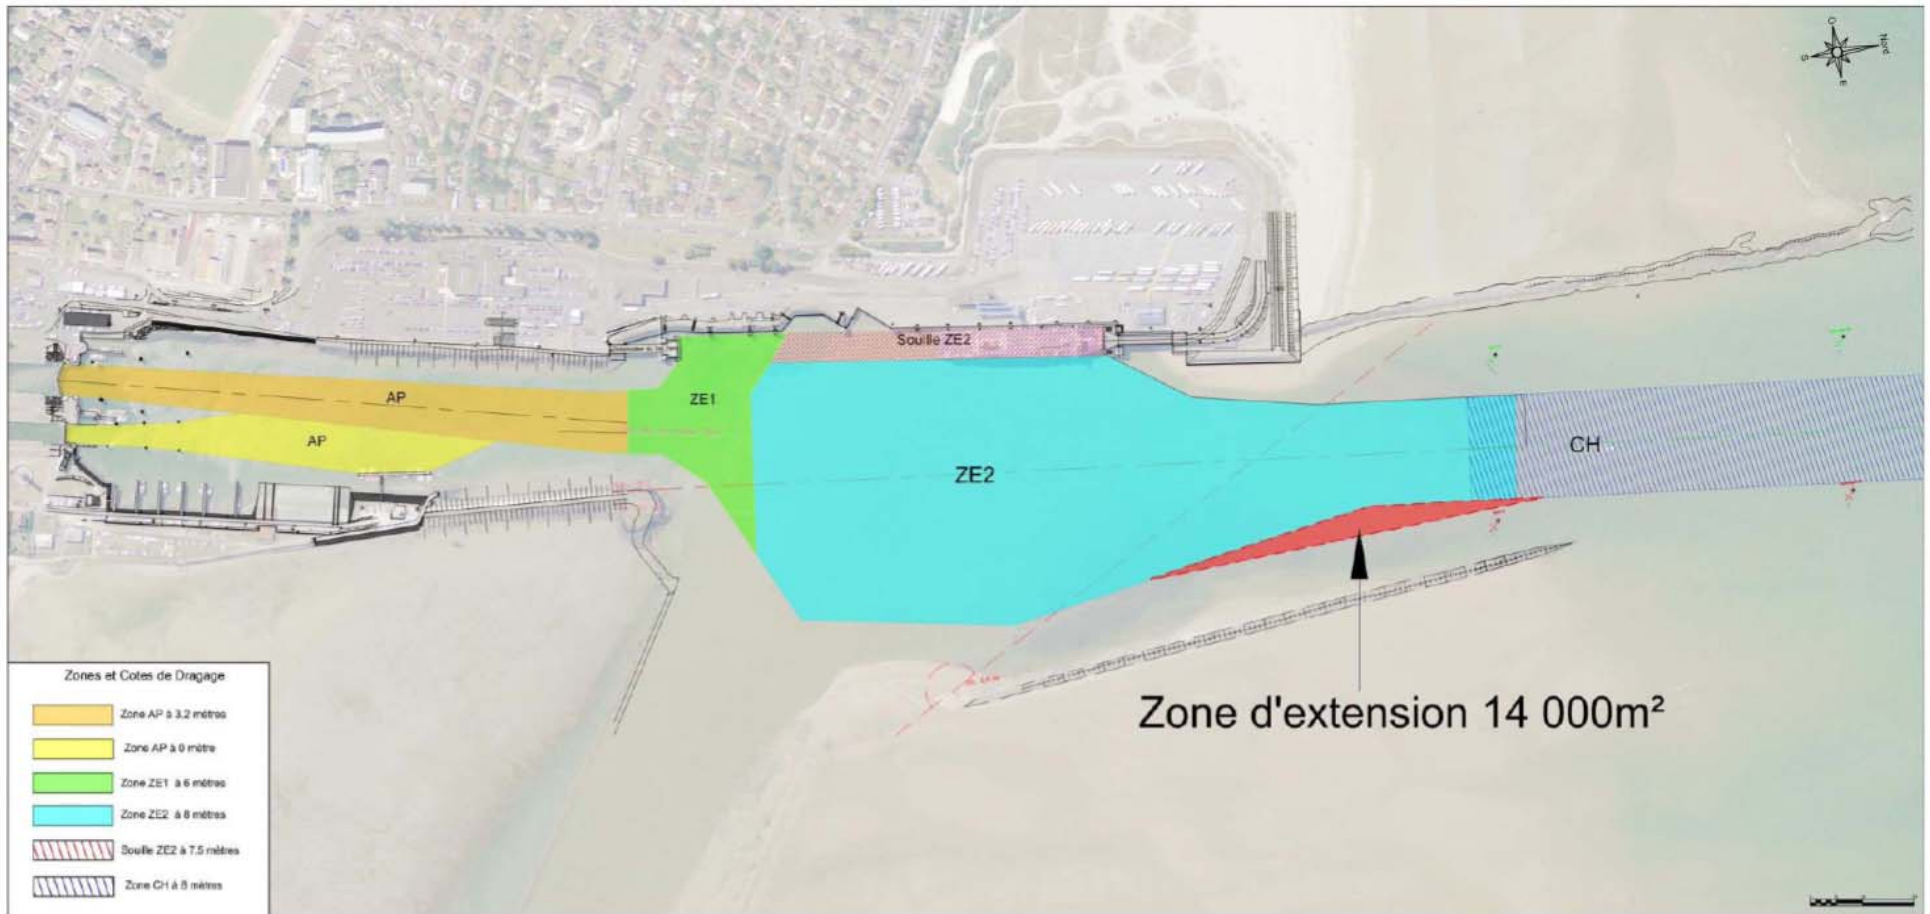 O
Nord
S
E
Souille ZE2
AP
ZE1
AP
ZE2
CH
Zone d'extension 14 000m²
Zones et Cotes de Dragage
Zone AP à 3,2 mètres
Zone AP à 0 mètre
Zone ZE1 à 6 mètres
Zone ZE2 à 8 mètres
Souille ZE2 à 7.5 mètres
Zone CH à 8 mètres